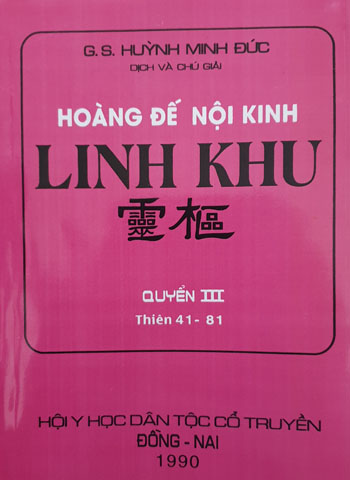 G. S. HUỲNH MINH ĐỨC
DỊCH VÀ CHÚ GIẢI
HOÀNG ĐẾ NỘI KINH
LINH KHU
靈樞
QUYỂN III
Thiên 41 - 81
HỘI Y HỌC DÂN TỘC CỔ TRUYỀN
ĐỒNG - NAI
1990